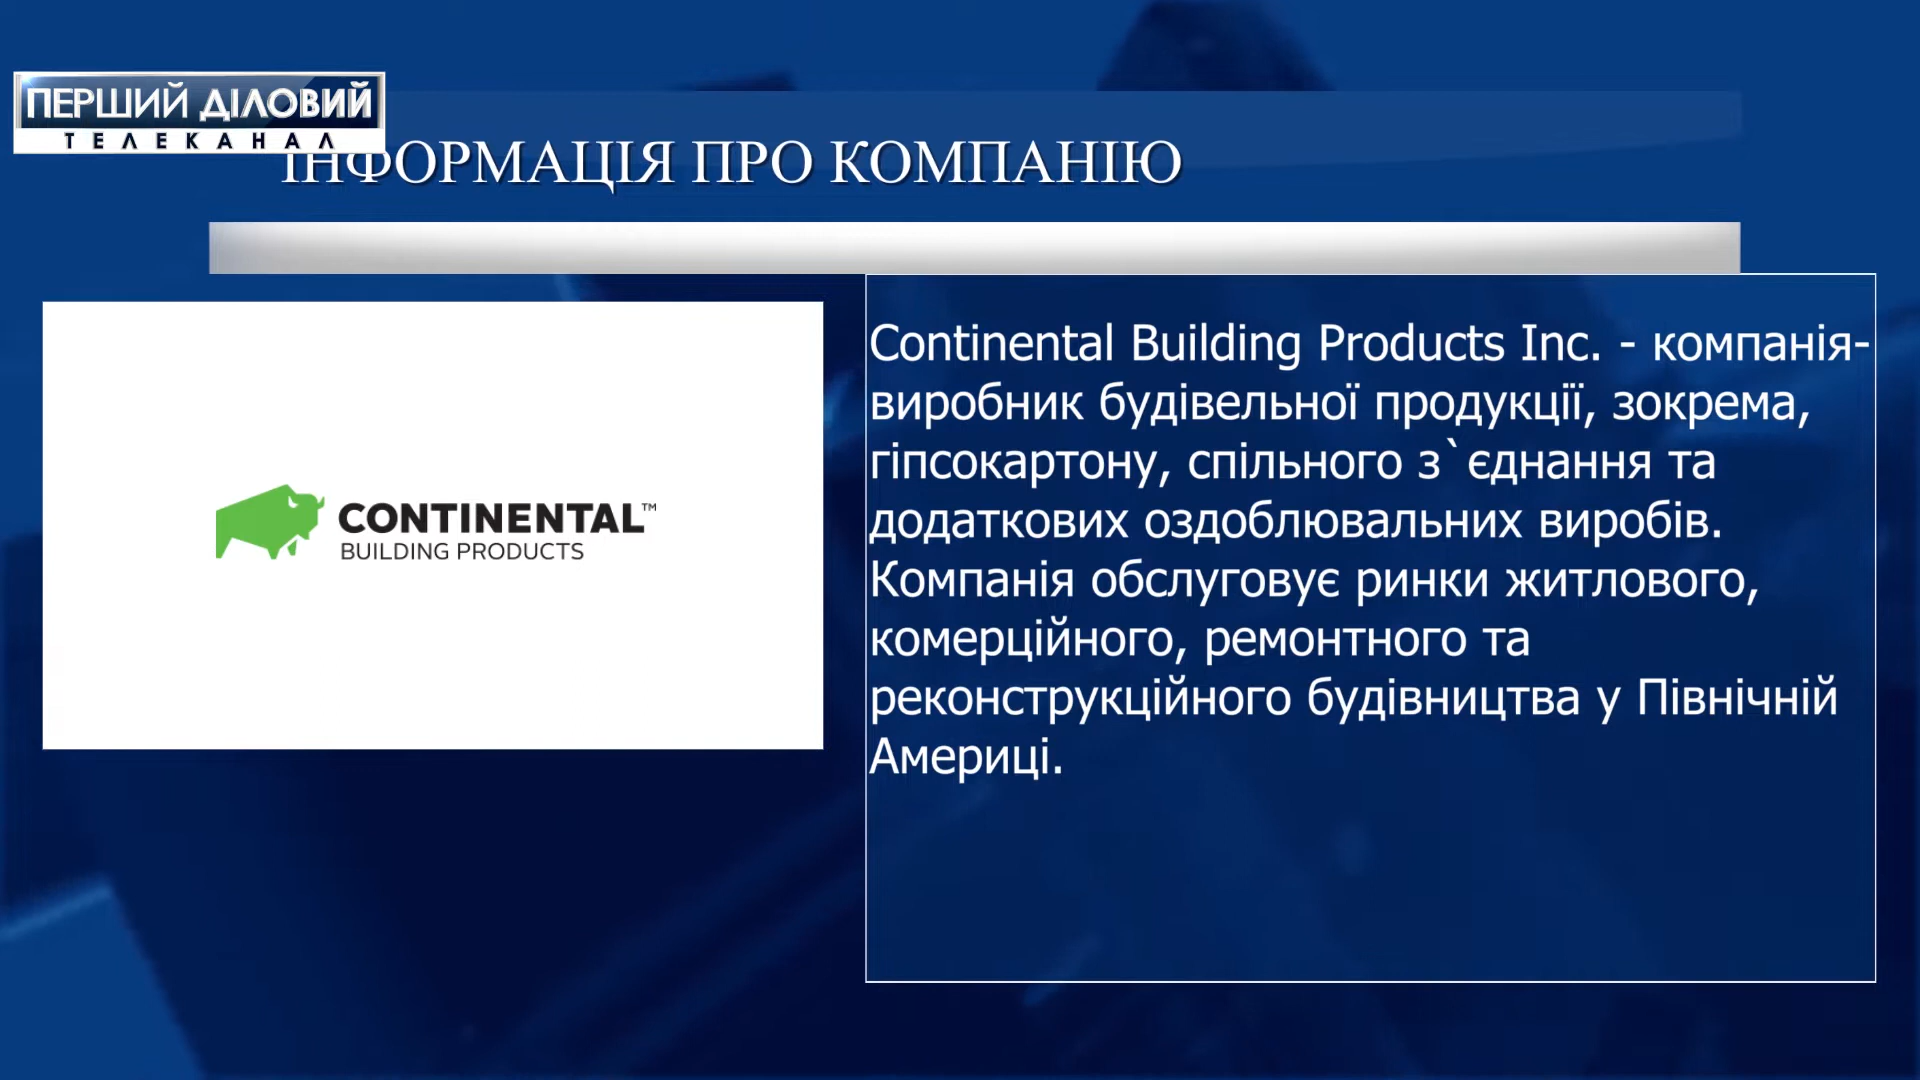 ПЕРШИЙ ДІЛОВИЙ
ТЕЛЕКАНАЛ
ІНФОРМАЦІЯ ПРО КОМПАНІЮ
CONTINENTAL™
BUILDING PRODUCTS
Continental Building Products Inc. - компанія-
виробник будівельної продукції, зокрема,
гіпсокартону, спільного з`єднання та
додаткових оздоблювальних виробів.
Компанія обслуговує ринки житлового,
комерційного, ремонтного та
реконструкційного будівництва у Північній
Америці.